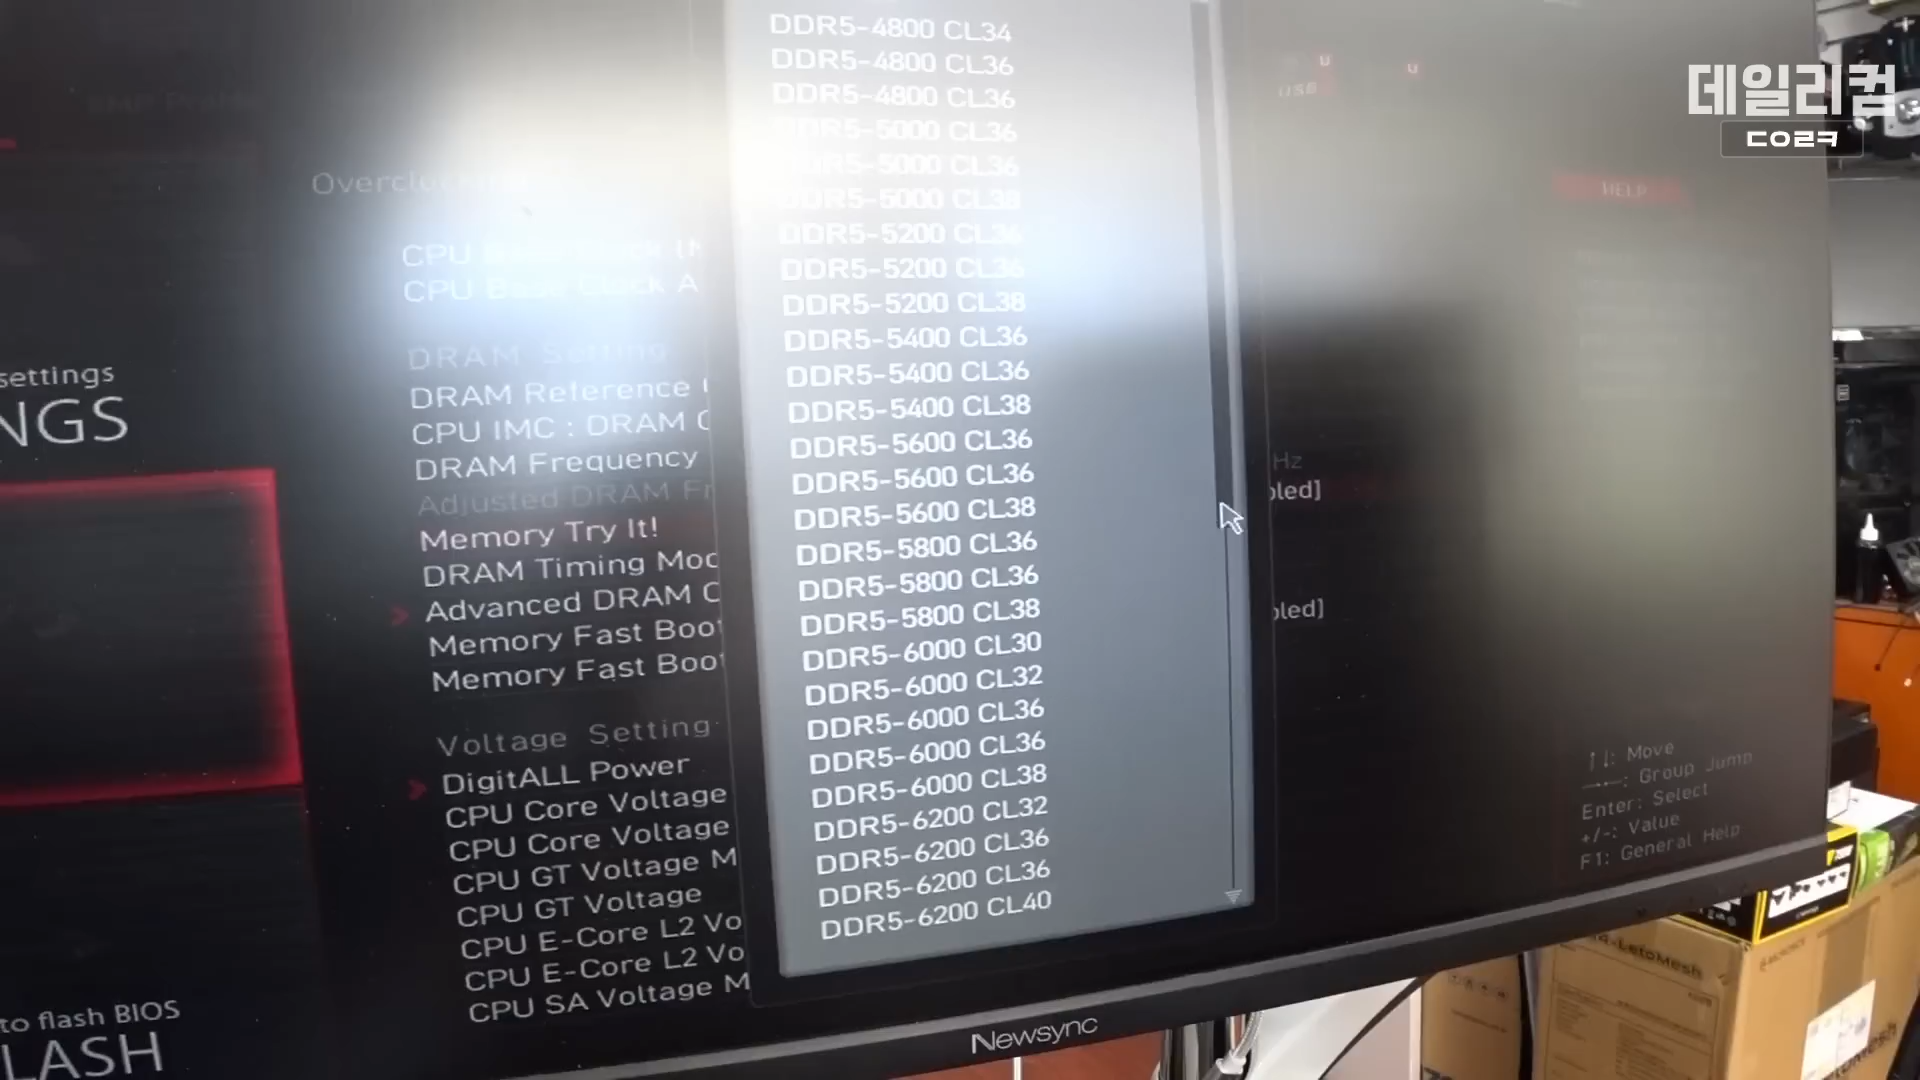 데일리컴
ㄷㅇㄹㅋ
USB
HELP
settings
NGS
to flash BIOS
LASH
CPU
CPU Base Clock A
DRAM Setting
DRAM Reference
CPU IMC : DRAM
DRAM Frequency
Adjusted DRAM Fr
Memory Try It!
DRAM Timing Mod
> Advanced DRAM C
Memory Fast Boot
Memory Fast Boot
Voltage Setting
> DigitALL Power
CPU Core Voltage
CPU Core Voltage
CPU GT Voltage M
CPU GT Voltage
CPU E-Core L2 Vo
CPU E-Core L2 Vo
CPU SA Voltage M
DDR5-4800 CL34
DDR5-4800 CL36
DDR5-4800 CL36
DDR5-5000 CL36
DDR5-5000 CL36
DDR5-5000 CL38
DDR5-5200 CL36
DDR5-5200 CL36
DDR5-5200 CL38
DDR5-5400 CL36
DDR5-5400 CL36
DDR5-5400 CL38
DDR5-5600 CL36
DDR5-5600 CL36
DDR5-5600 CL38
DDR5-5800 CL36
DDR5-5800 CL36
DDR5-5800 CL38
DDR5-6000 CL30
DDR5-6000 CL32
DDR5-6000 CL36
DDR5-6000 CL36
DDR5-6000 CL38
DDR5-6200 CL32
DDR5-6200 CL36
DDR5-6200 CL36
DDR5-6200 CL40
Hz
bled]
bled]
↑↓: Move
→←: Group Jump
Enter: Select
+/-: Value
F1: General Help
Newsync
LetoMesh